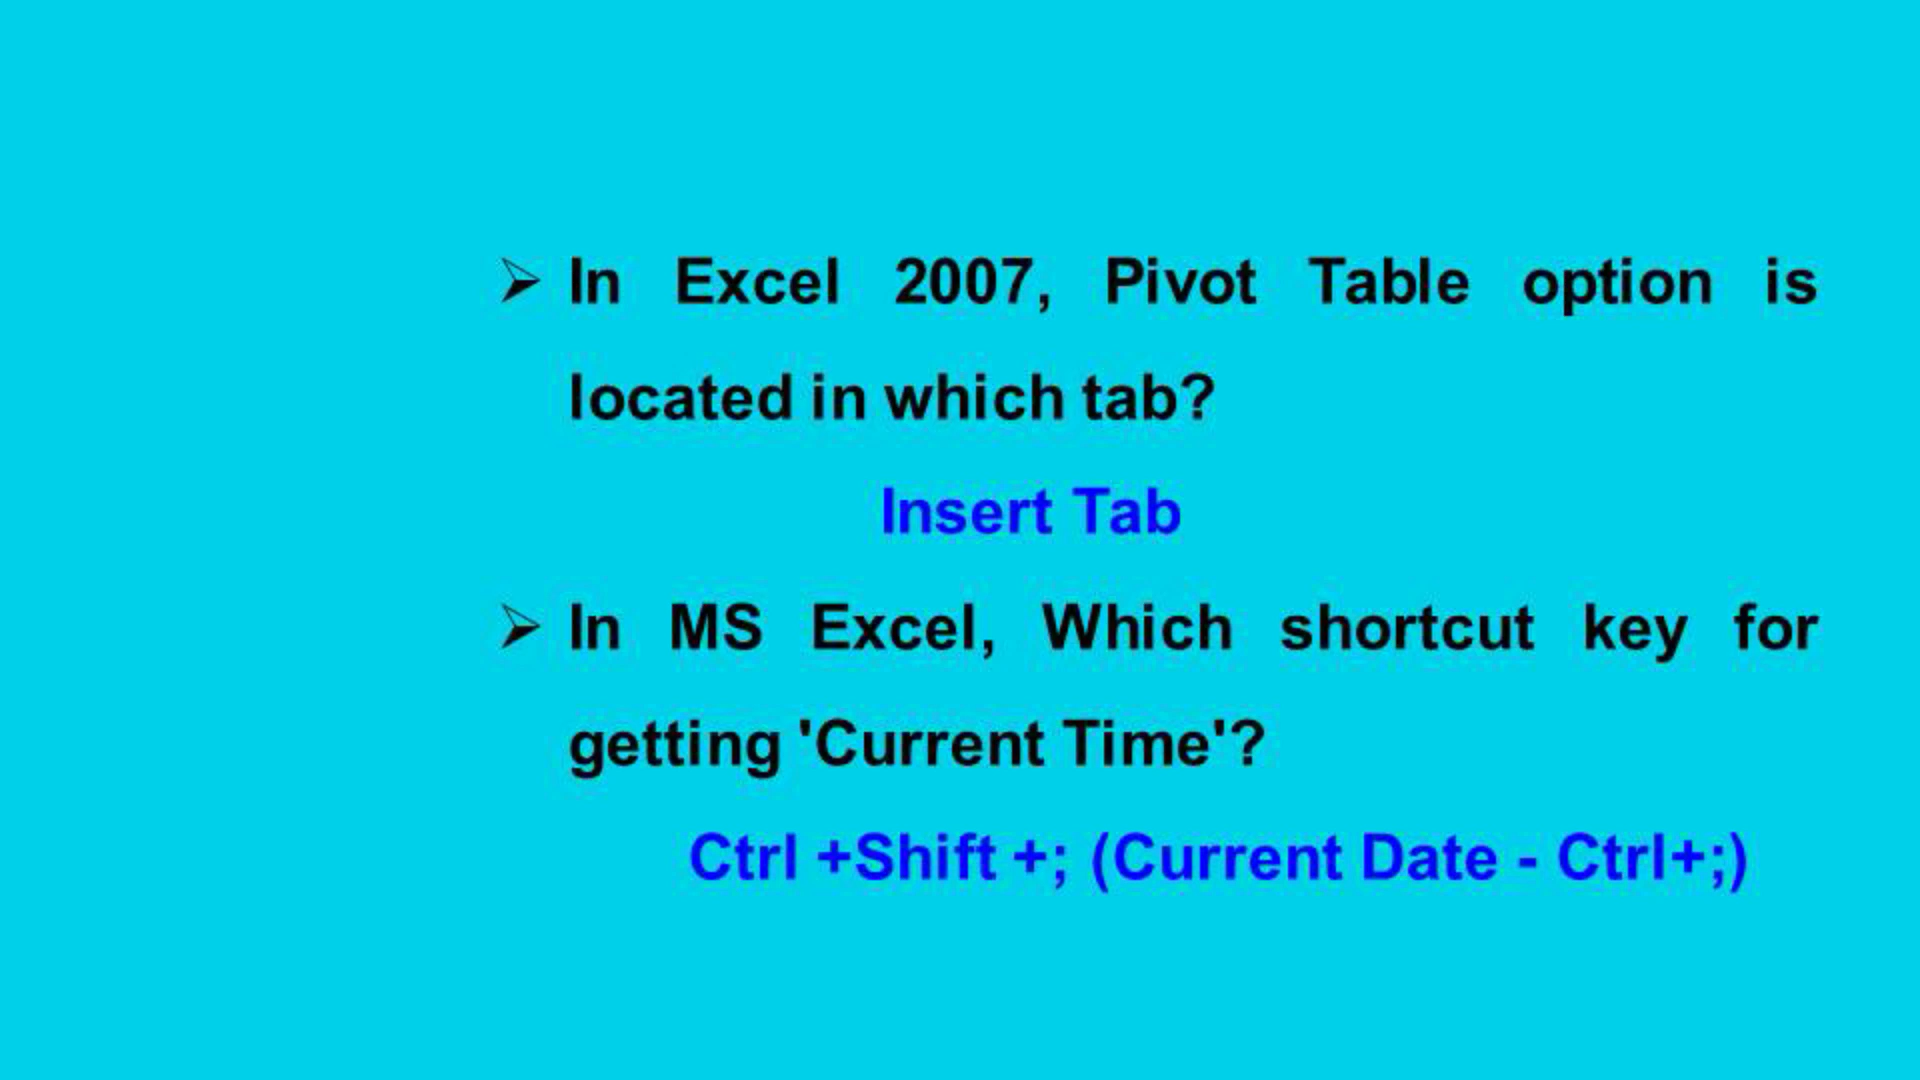 ➢ In Excel 2007, Pivot Table option is
located in which tab?
Insert Tab
➢ In MS Excel, Which shortcut key for
getting 'Current Time'?
Ctrl +Shift +; (Current Date - Ctrl+;)